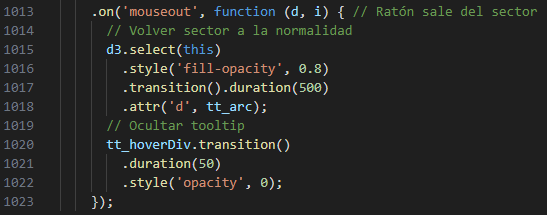 1013 .on('mouseout', function (d, i) { // Ratón sale del sector
1014 // Volver sector a la normalidad
1015 d3.select(this)
1016 .style('fill-opacity', 0.8)
1017 .transition().duration(500)
1018 .attr('d', tt_arc);
1019 // Ocultar tooltip
1020 tt_hoverDiv.transition()
1021 .duration(50)
1022 .style('opacity', 0);
1023 });